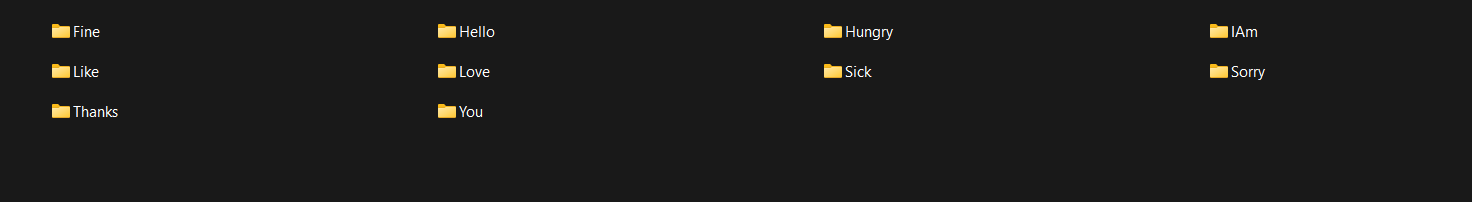 Fine Hello Hungry IAm
Like Love Sick Sorry
Thanks You